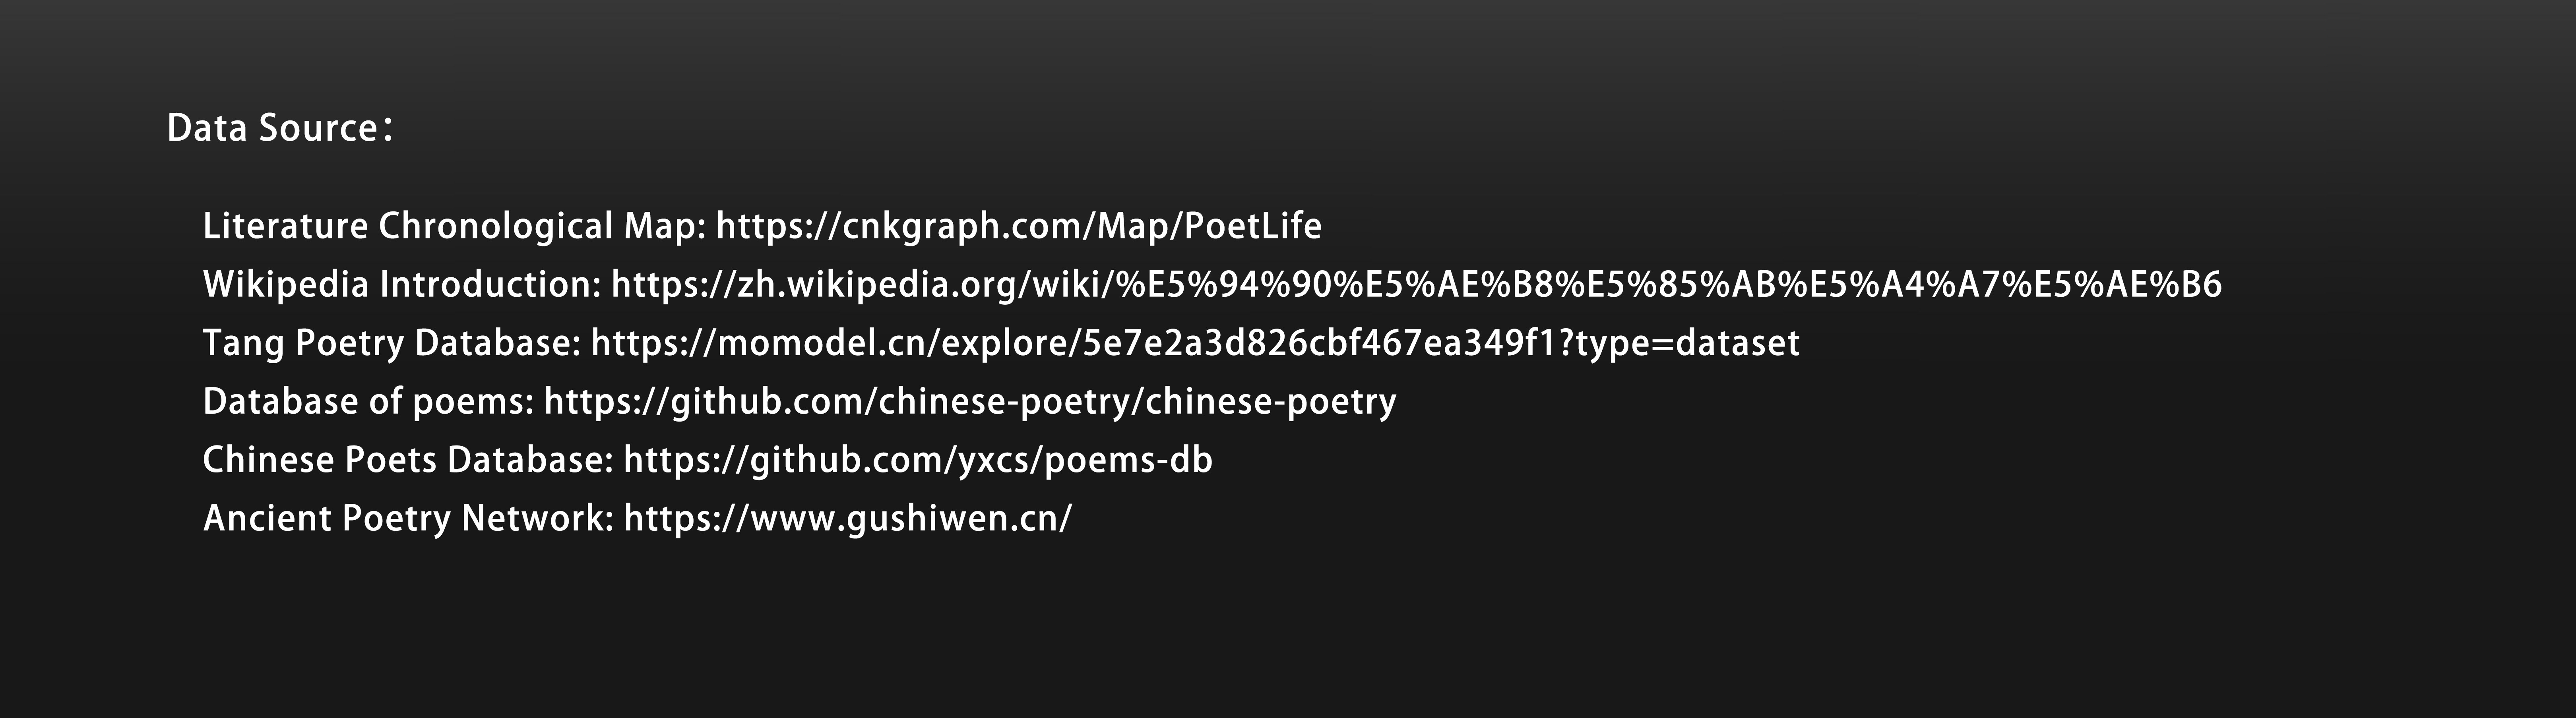 Data Source：
Literature Chronological Map: https://cnkgraph.com/Map/PoetLife
Wikipedia Introduction: https://zh.wikipedia.org/wiki/%E5%94%90%E5%AE%B8%E5%85%AB%E5%A4%A7%E5%AE%B6
Tang Poetry Database: https://momodel.cn/explore/5e7e2a3d826cbf467ea349f1?type=dataset
Database of poems: https://github.com/chinese-poetry/chinese-poetry
Chinese Poets Database: https://github.com/yxcs/poems-db
Ancient Poetry Network: https://www.gushiwen.cn/